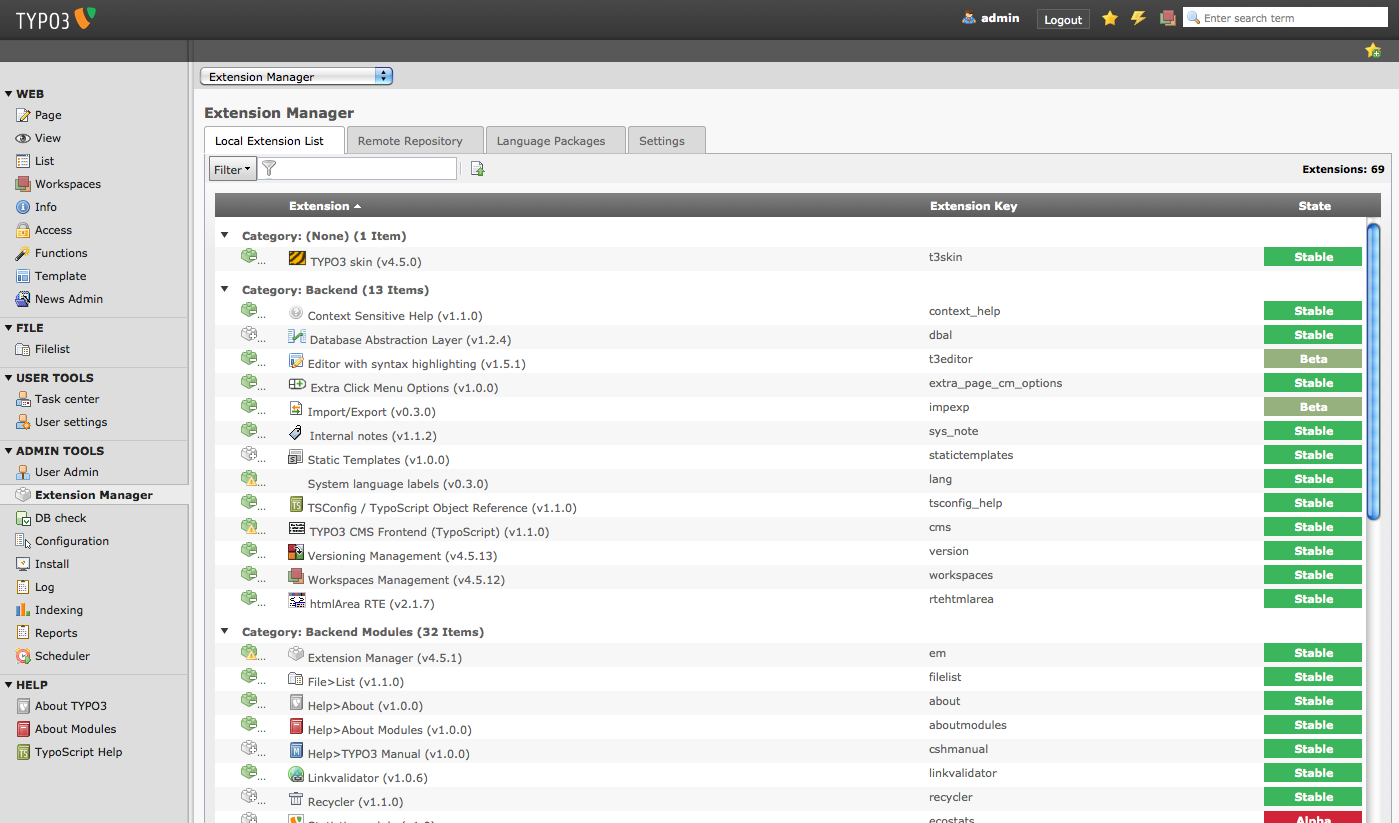 TYPO3
admin
Logout
Enter search term
Extension Manager
WEB
Page
View
List
Workspaces
Info
Access
Functions
Template
News Admin
FILE
Filelist
USER TOOLS
Task center
User settings
ADMIN TOOLS
User Admin
Extension Manager
DB check
Configuration
Install
Log
Indexing
Reports
Scheduler
HELP
About TYPO3
About Modules
TypoScript Help
Extension Manager
Local Extension List Remote Repository Language Packages Settings
Filter Extensions: 69
Extension Extension Key State
Category: (None) (1 Item)
... TYPO3 skin (v4.5.0) t3skin Stable
Category: Backend (13 Items)
... Context Sensitive Help (v1.1.0) context_help Stable
... Database Abstraction Layer (v1.2.4) dbal Stable
... Editor with syntax highlighting (v1.5.1) t3editor Beta
... Extra Click Menu Options (v1.0.0) extra_page_cm_options Stable
... Import/Export (v0.3.0) impexp Beta
... Internal notes (v1.1.2) sys_note Stable
... Static Templates (v1.0.0) statictemplates Stable
... System language labels (v0.3.0) lang Stable
... TSConfig / TypoScript Object Reference (v1.1.0) tsconfig_help Stable
... TYPO3 CMS Frontend (TypoScript) (v1.1.0) cms Stable
... Versioning Management (v4.5.13) version Stable
... Workspaces Management (v4.5.12) workspaces Stable
... htmlArea RTE (v2.1.7) rtehtmlarea Stable
Category: Backend Modules (32 Items)
... Extension Manager (v4.5.1) em Stable
... File>List (v1.1.0) filelist Stable
... Help>About (v1.0.0) about Stable
... Help>About Modules (v1.0.0) aboutmodules Stable
... Help>TYPO3 Manual (v1.0.0) cshmanual Stable
... Linkvalidator (v1.0.6) linkvalidator Stable
... Recycler (v1.1.0) recycler Stable
... ecostats Alpha